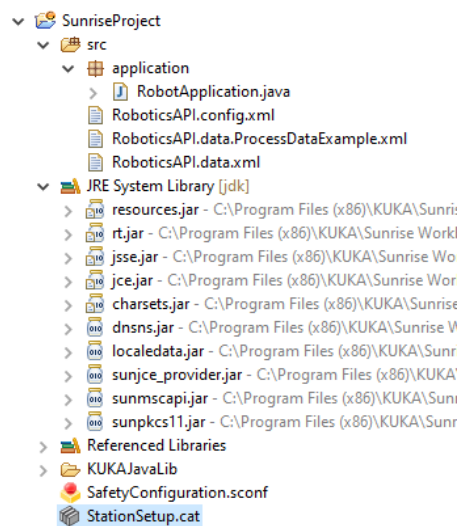 SunriseProject
src
application
RobotApplication.java
RoboticsAPI.config.xml
RoboticsAPI.data.ProcessDataExample.xml
RoboticsAPI.data.xml
JRE System Library [jdk]
resources.jar - C:\Program Files (x86)\KUKA\Sunris
rt.jar - C:\Program Files (x86)\KUKA\Sunrise Workl
jsse.jar - C:\Program Files (x86)\KUKA\Sunrise Wor
jce.jar - C:\Program Files (x86)\KUKA\Sunrise Work
charsets.jar - C:\Program Files (x86)\KUKA\Sunrise
dnsns.jar - C:\Program Files (x86)\KUKA\Sunrise W
localedata.jar - C:\Program Files (x86)\KUKA\Sunr
sunjce_provider.jar - C:\Program Files (x86)\KUKA\
sunmscapi.jar - C:\Program Files (x86)\KUKA\Sunr
sunpkcs11.jar - C:\Program Files (x86)\KUKA\Sunri
Referenced Libraries
KUKAJavaLib
SafetyConfiguration.sconf
StationSetup.cat